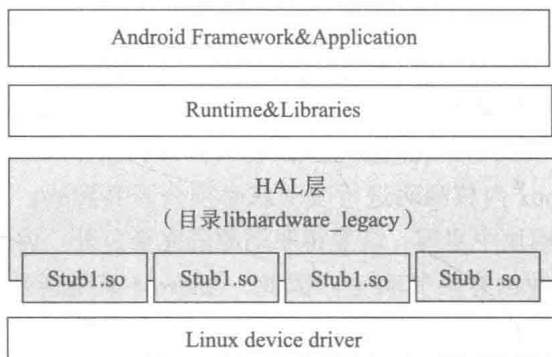 Android Framework&Application
Runtime&Libraries
HAL层
（目录libhardware_legacy）
Stub1.so Stub1.so Stub1.so Stub1.so
Linux device driver